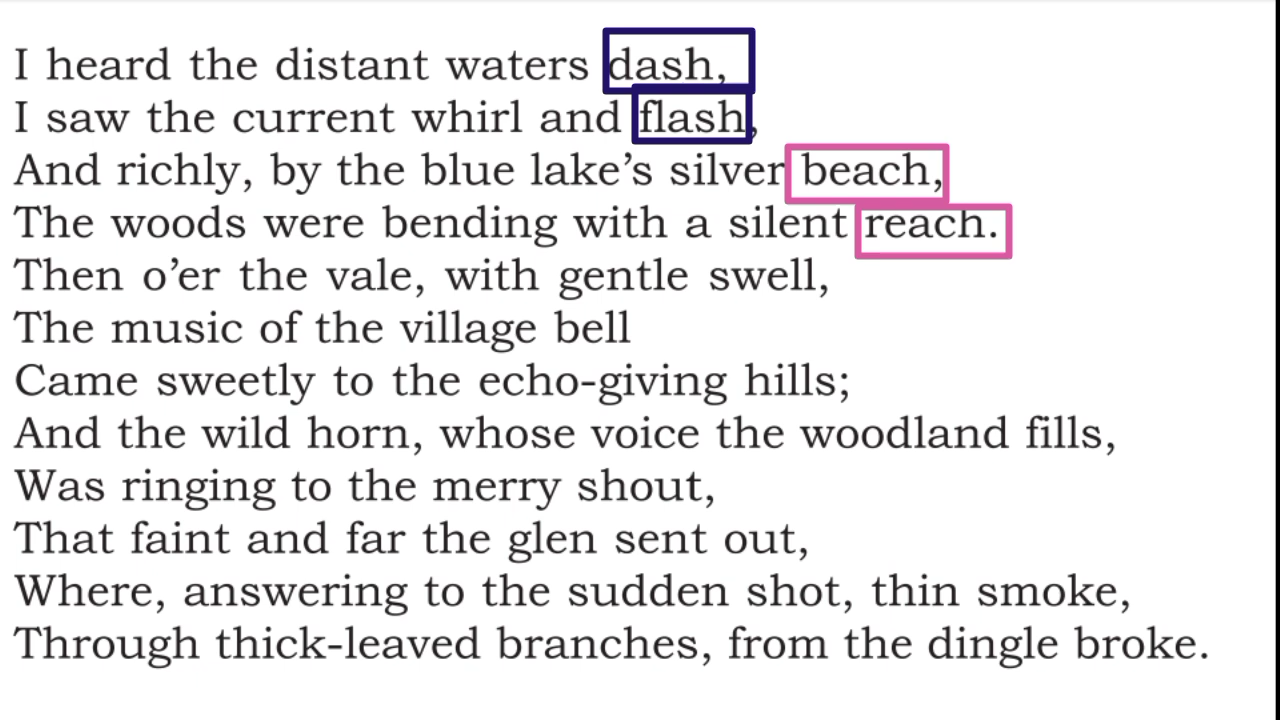 I heard the distant waters dash,
I saw the current whirl and flash,
And richly, by the blue lake’s silver beach,
The woods were bending with a silent reach.
Then o’er the vale, with gentle swell,
The music of the village bell
Came sweetly to the echo-giving hills;
And the wild horn, whose voice the woodland fills,
Was ringing to the merry shout,
That faint and far the glen sent out,
Where, answering to the sudden shot, thin smoke,
Through thick-leaved branches, from the dingle broke.